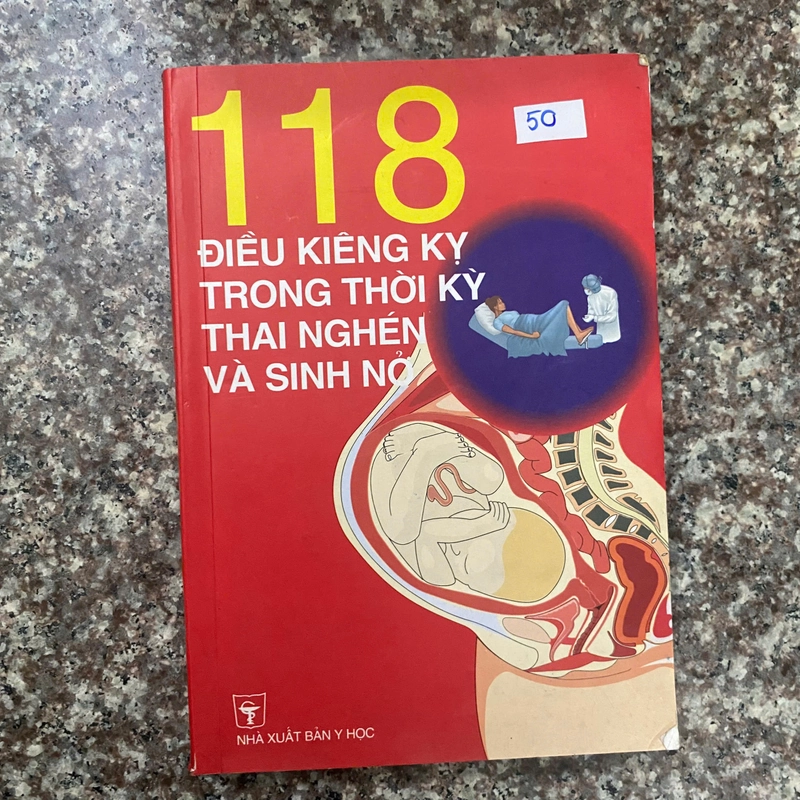 118
50
ĐIỀU KIÊNG KỴ
TRONG THỜI KỲ
THAI NGHÉN
VÀ SINH NỞ
NHÀ XUẤT BẢN Y HỌC